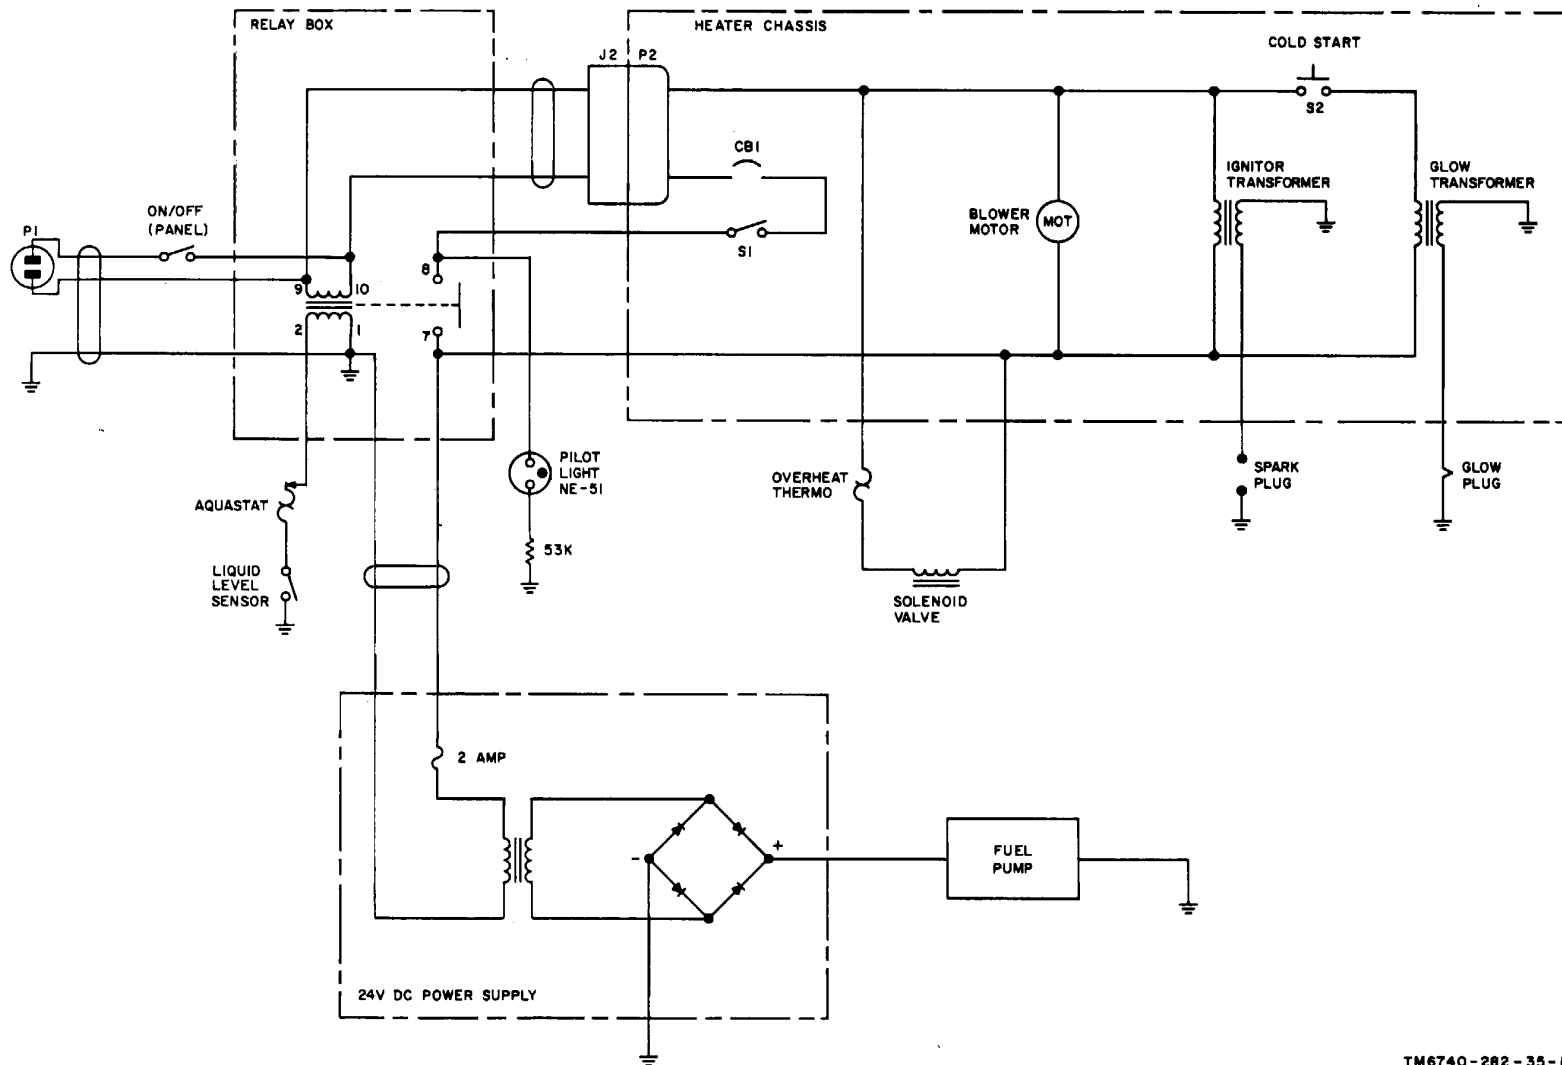 RELAY BOX
HEATER CHASSIS
COLD START
J2 P2
S2
CB1
IGNITOR
TRANSFORMER
GLOW
TRANSFORMER
ON/OFF
(PANEL)
P1
BLOWER
MOTOR
MOT
S1
8
9
10
2
1
7
PILOT
LIGHT
NE-51
OVERHEAT
THERMO
SPARK
PLUG
GLOW
PLUG
AQUASTAT
53K
LIQUID
LEVEL
SENSOR
SOLENOID
VALVE
2 AMP
- +
FUEL
PUMP
24V DC POWER SUPPLY